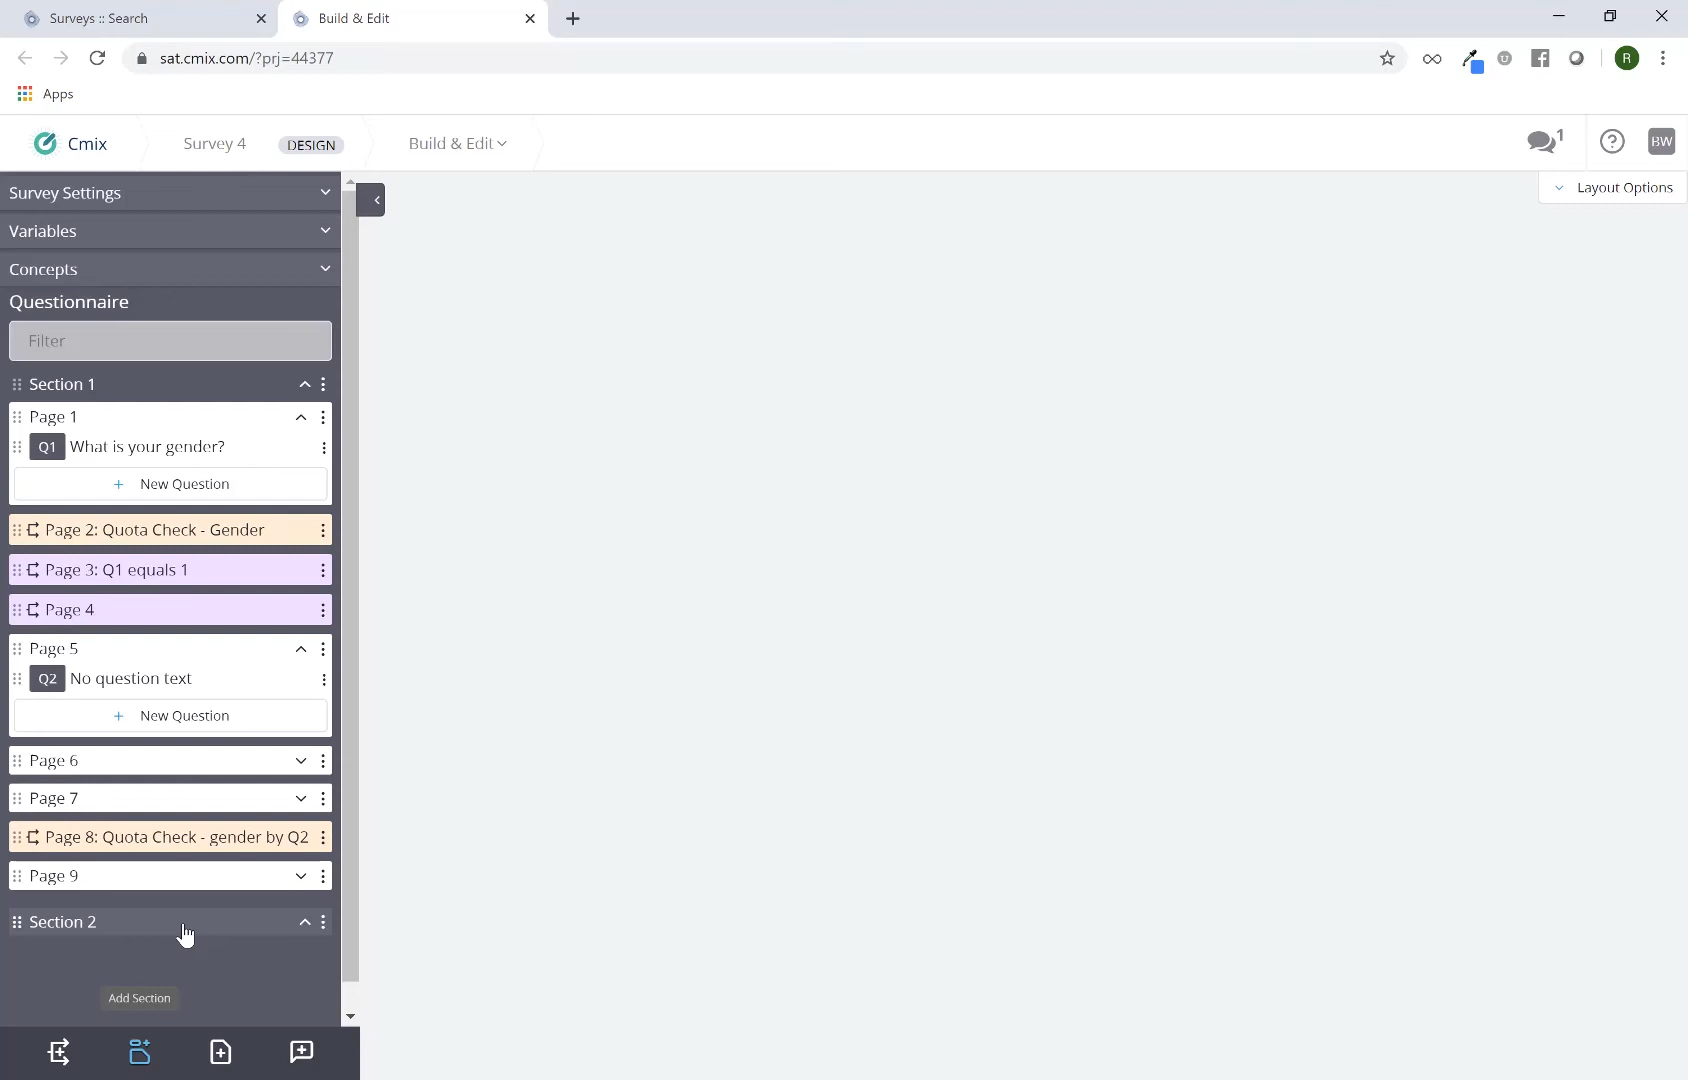 Surveys :: Search
Build & Edit
sat.cmix.com/?prj=44377
R
Apps
Cmix
Survey 4
DESIGN
Build & Edit
1
BW
Survey Settings
Layout Options
Variables
Concepts
Questionnaire
Filter
Section 1
Page 1
Q1 What is your gender?
+ New Question
Page 2: Quota Check - Gender
Page 3: Q1 equals 1
Page 4
Page 5
Q2 No question text
+ New Question
Page 6
Page 7
Page 8: Quota Check - gender by Q2
Page 9
Section 2
Add Section